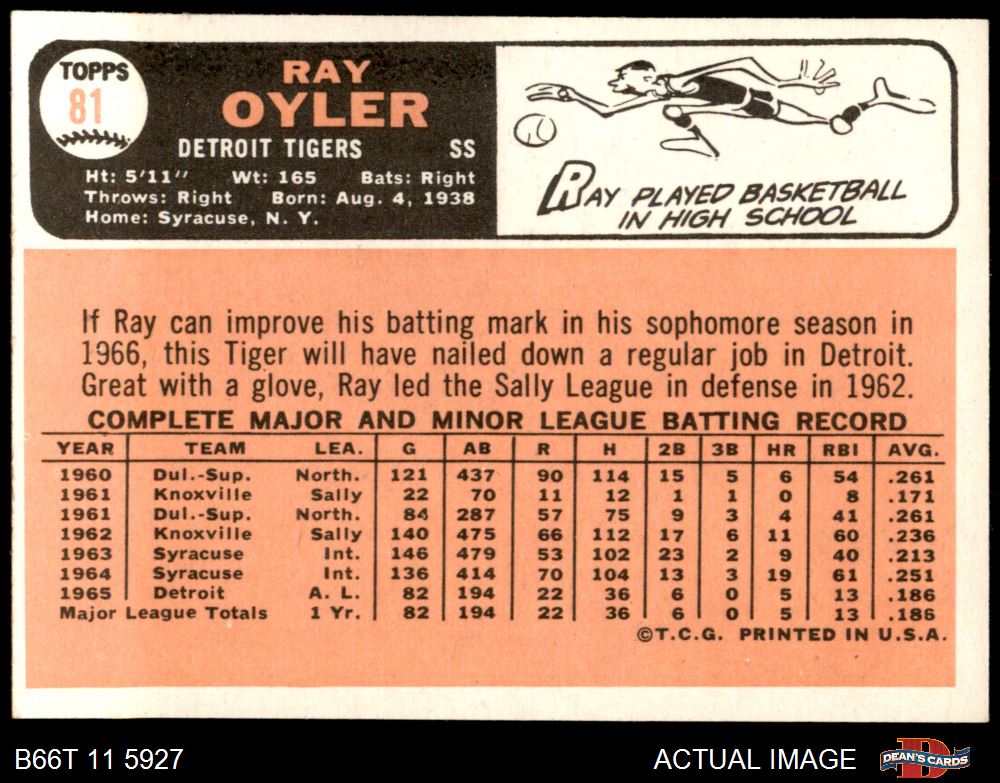 TOPPS
81
RAY
OYLER
DETROIT TIGERS SS
Ht: 5'11" Wt: 165 Bats: Right
Throws: Right Born: Aug. 4, 1938
Home: Syracuse, N. Y.
RAY PLAYED BASKETBALL
IN HIGH SCHOOL
If Ray can improve his batting mark in his sophomore season in
1966, this Tiger will have nailed down a regular job in Detroit.
Great with a glove, Ray led the Sally League in defense in 1962.
COMPLETE MAJOR AND MINOR LEAGUE BATTING RECORD
YEAR TEAM LEA. G AB R H 2B 3B HR RBI AVG.
1960 Dul.-Sup. North. 121 437 90 114 15 5 6 54 .261
1961 Knoxville Sally 22 70 11 12 1 1 0 8 .171
1961 Dul.-Sup. North. 84 287 57 75 9 3 4 41 .261
1962 Knoxville Sally 140 475 66 112 17 6 11 60 .236
1963 Syracuse Int. 146 479 53 102 23 2 9 40 .213
1964 Syracuse Int. 136 414 70 104 13 3 19 61 .251
1965 Detroit A. L. 82 194 22 36 6 0 5 13 .186
Major League Totals 1 Yr. 82 194 22 36 6 0 5 13 .186
©T.C.G. PRINTED IN U.S.A.
B66T 11 5927 ACTUAL IMAGE
D
DEAN'S CARDS